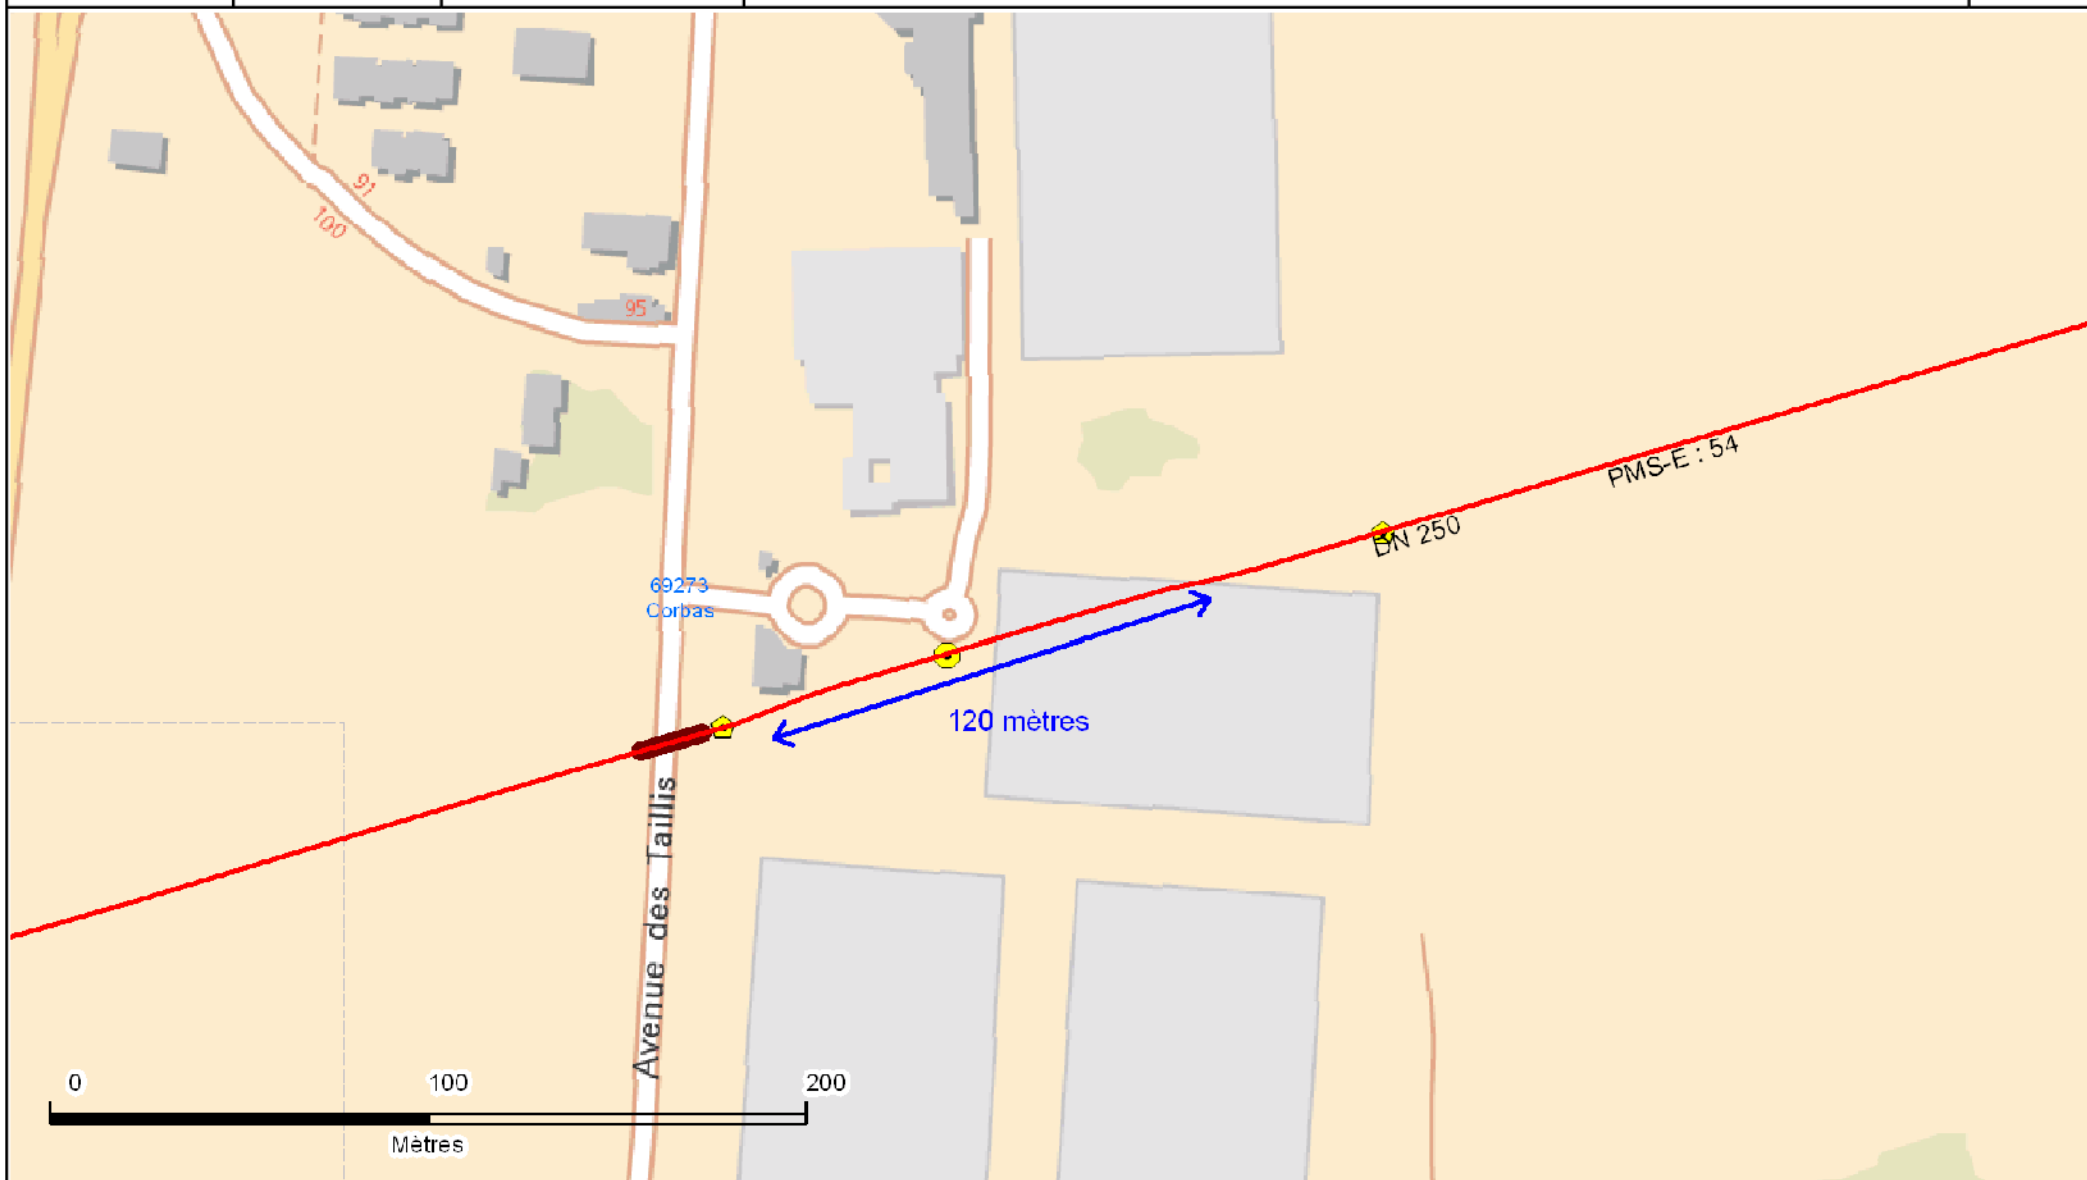 91
100
95
PMS-E : 54
DN 250
69273
Corbas
120 mètres
Avenue des Taillis
0 100 200
Mètres